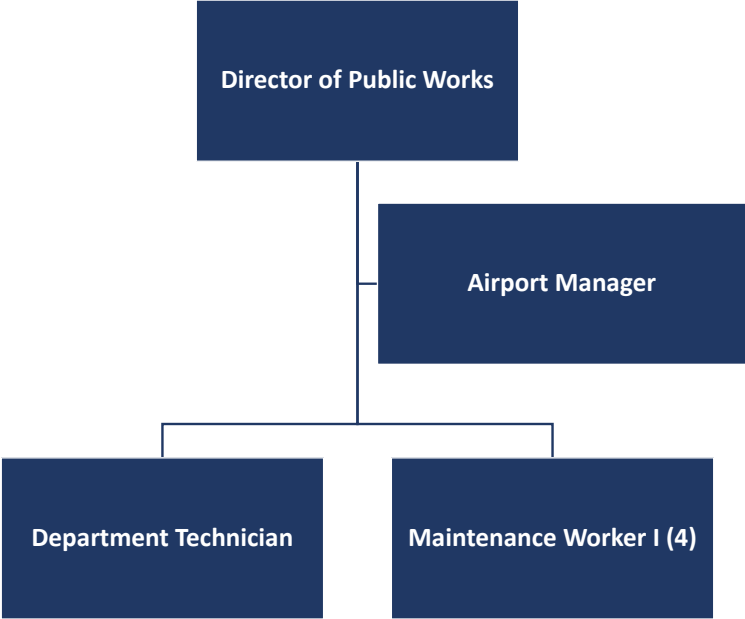 Director of Public Works
Airport Manager
Department Technician
Maintenance Worker I (4)